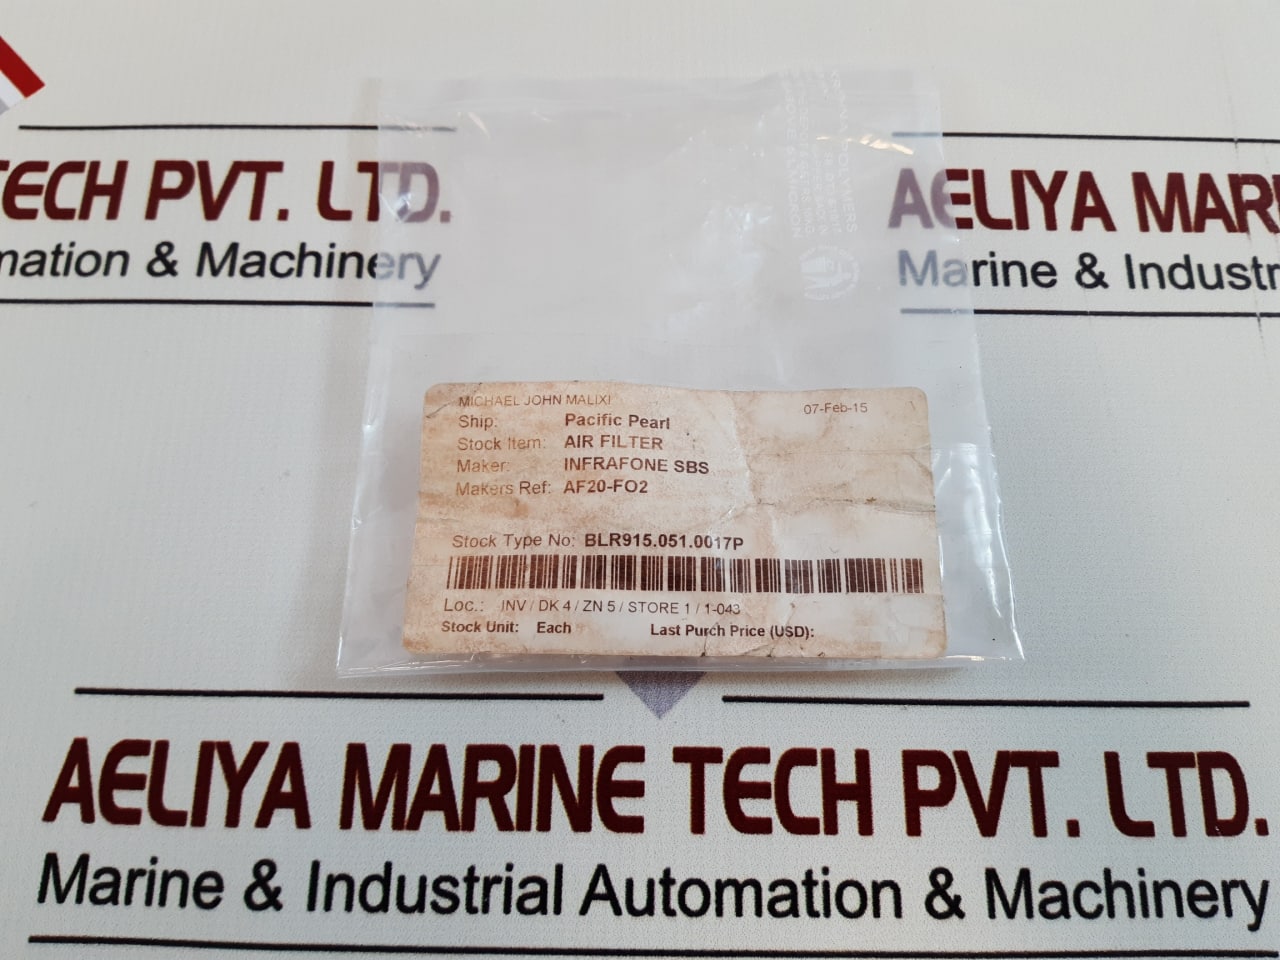 TECH PVT. LTD.
mation & Machinery
AELIYA MARI
Marine & Industr
POLYMERS
MICHAEL JOHN MALIXI
07-Feb-15
Ship: Pacific Pearl
Stock Item: AIR FILTER
Maker: INFRAFONE SBS
Makers Ref: AF20-FO2
Stock Type No: BLR915.051.0017P
Loc.: INV / DK 4 / ZN 5 / STORE 1 / 1-043
Stock Unit: Each Last Purch Price (USD):
AELIYA MARINE TECH PVT. LTD.
Marine & Industrial Automation & Machinery